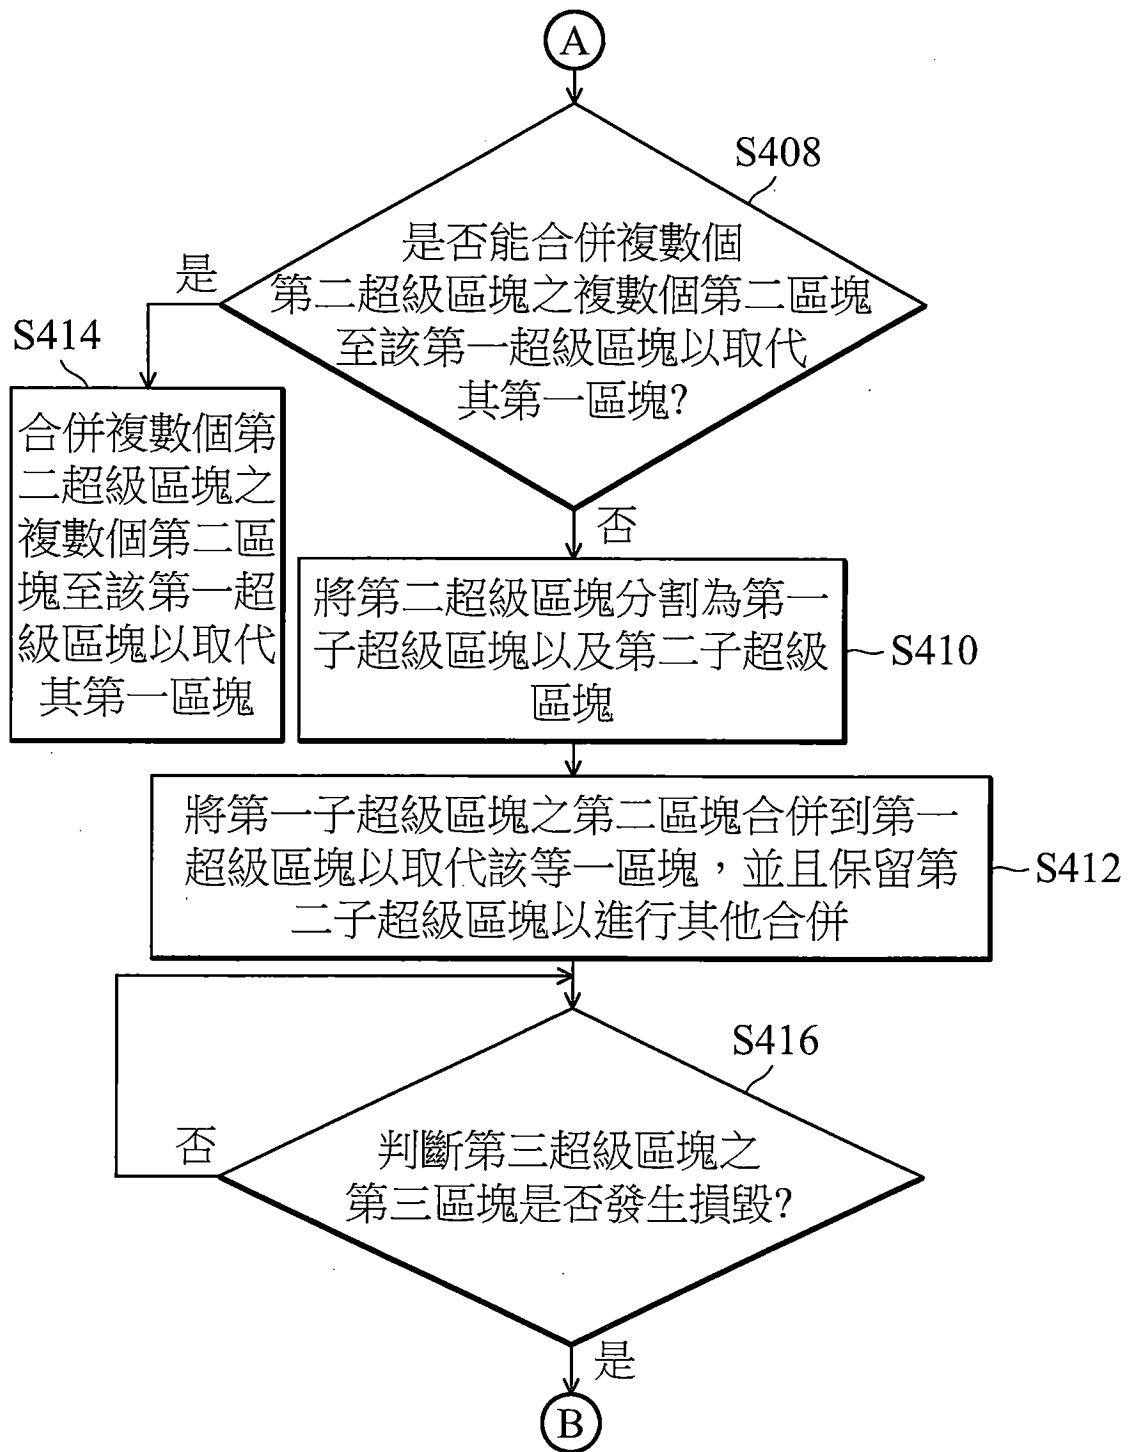 A
S408
是否能合併複數個
第二超級區塊之複數個第二區塊
至該第一超級區塊以取代
其第一區塊?
是
S414
合併複數個第
二超級區塊之
複數個第二區
塊至該第一超
級區塊以取代
其第一區塊
否
將第二超級區塊分割為第一
子超級區塊以及第二子超級
區塊
S410
將第一子超級區塊之第二區塊合併到第一
超級區塊以取代該等一區塊，並且保留第
二子超級區塊以進行其他合併
S412
S416
否
判斷第三超級區塊之
第三區塊是否發生損毀?
是
B